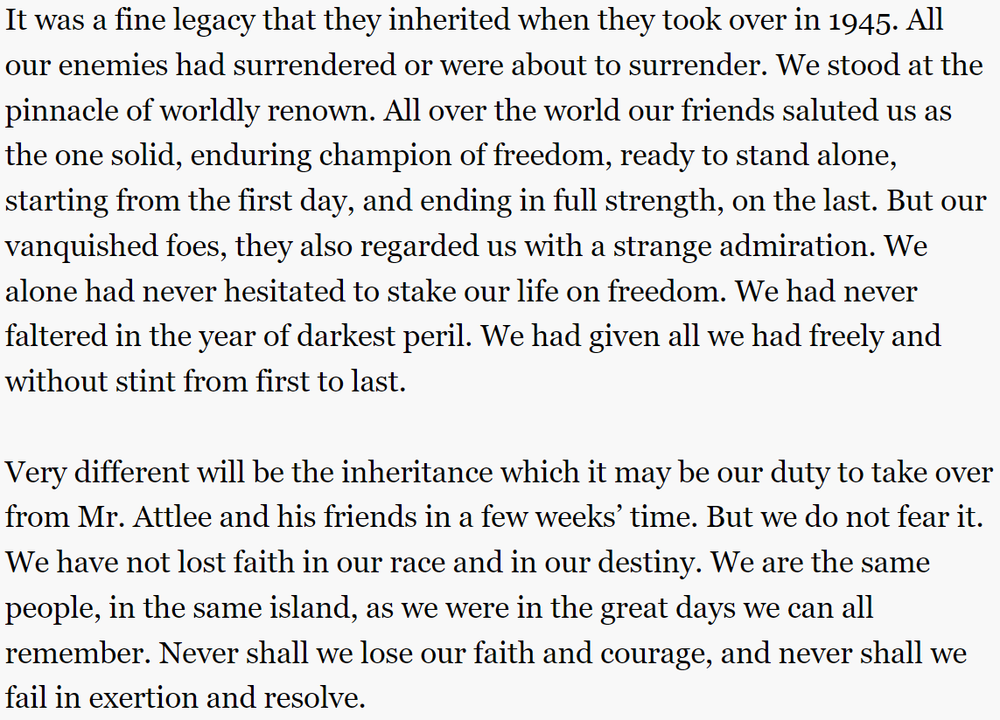 It was a fine legacy that they inherited when they took over in 1945. All
our enemies had surrendered or were about to surrender. We stood at the
pinnacle of worldly renown. All over the world our friends saluted us as
the one solid, enduring champion of freedom, ready to stand alone,
starting from the first day, and ending in full strength, on the last. But our
vanquished foes, they also regarded us with a strange admiration. We
alone had never hesitated to stake our life on freedom. We had never
faltered in the year of darkest peril. We had given all we had freely and
without stint from first to last.
Very different will be the inheritance which it may be our duty to take over
from Mr. Attlee and his friends in a few weeks’ time. But we do not fear it.
We have not lost faith in our race and in our destiny. We are the same
people, in the same island, as we were in the great days we can all
remember. Never shall we lose our faith and courage, and never shall we
fail in exertion and resolve.